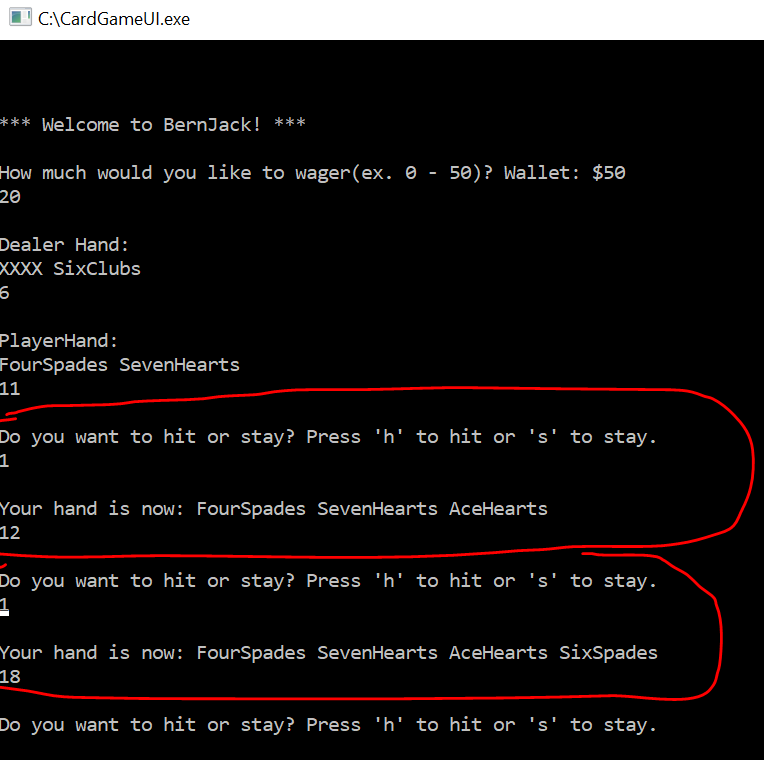 C:\CardGameUI.exe
*** Welcome to BernJack! ***
How much would you like to wager(ex. 0 - 50)? Wallet: $50
20
Dealer Hand:
XXXX SixClubs
6
PlayerHand:
FourSpades SevenHearts
11
Do you want to hit or stay? Press 'h' to hit or 's' to stay.
1
Your hand is now: FourSpades SevenHearts AceHearts
12
Do you want to hit or stay? Press 'h' to hit or 's' to stay.
1
Your hand is now: FourSpades SevenHearts AceHearts SixSpades
18
Do you want to hit or stay? Press 'h' to hit or 's' to stay.